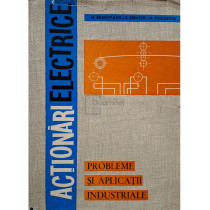 ACȚIONĂRI ELECTRICE
PROBLEME
ȘI APLICAȚII
INDUSTRIALE